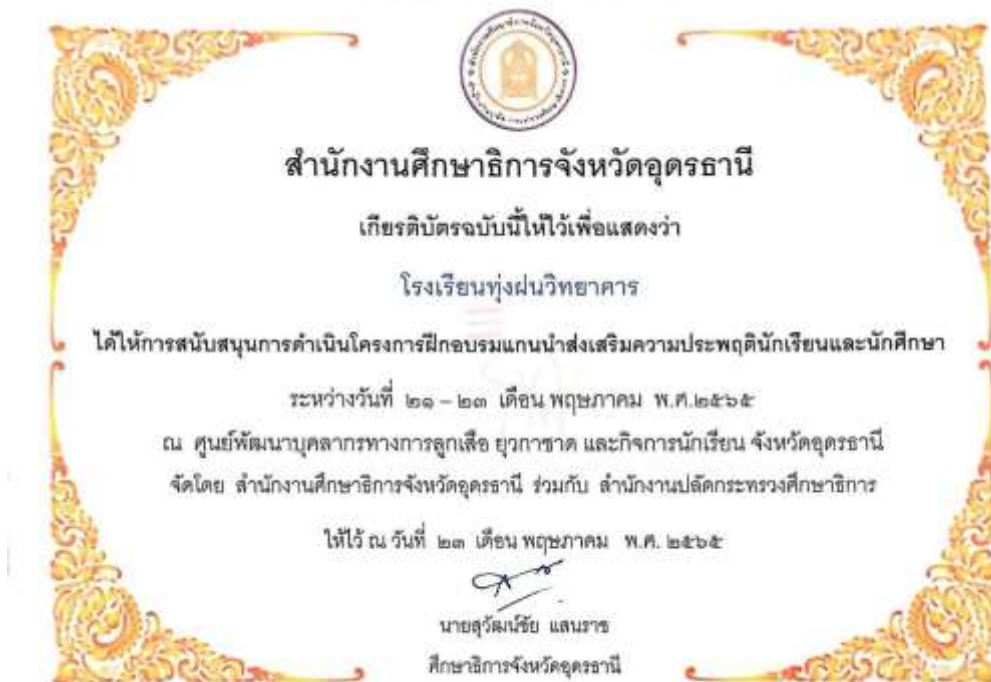 สำนักงานศึกษาธิการจังหวัดอุดรธานี
เกียรติบัตรฉบับนี้ให้ไว้เพื่อแสดงว่า
โรงเรียนทุ่งฝนวิทยาคาร
ได้ให้การสนับสนุนการดำเนินโครงการฝึกอบรมแกนนำส่งเสริมความประพฤตินักเรียนและนักศึกษา
ระหว่างวันที่ ๒๑ – ๒๓ เดือน พฤษภาคม พ.ศ.๒๕๖๕
ณ ศูนย์พัฒนาบุคลากรทางการลูกเสือ ยุวกาชาด และกิจการนักเรียน จังหวัดอุดรธานี
จัดโดย สำนักงานศึกษาธิการจังหวัดอุดรธานี ร่วมกับ สำนักงานปลัดกระทรวงศึกษาธิการ
ให้ไว้ ณ วันที่ ๒๓ เดือน พฤษภาคม พ.ศ. ๒๕๖๕
นายสุวัฒน์ชัย แสนราช
ศึกษาธิการจังหวัดอุดรธานี